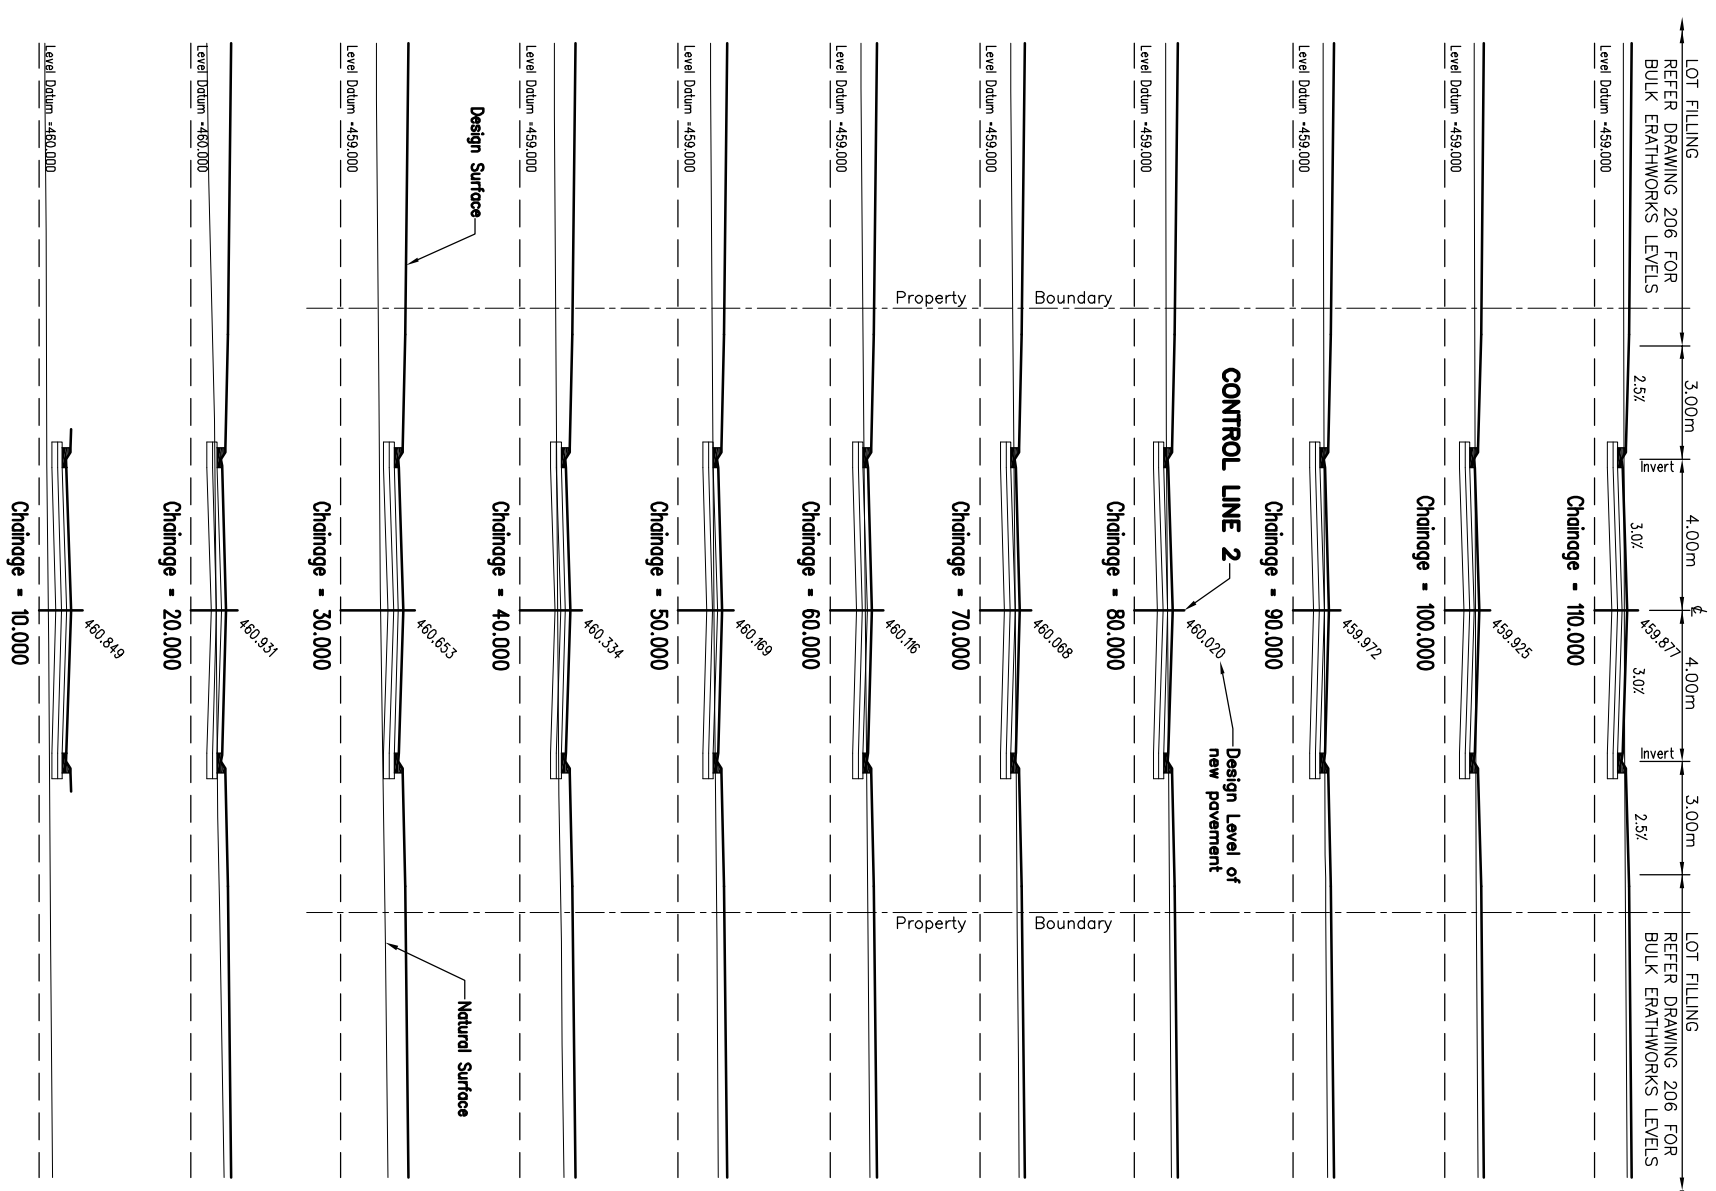 LOT FILLING
REFER DRAWING 206 FOR
BULK ERATHWORKS LEVELS
3.00m
4.00m
℄
4.00m
3.00m
LOT FILLING
REFER DRAWING 206 FOR
BULK ERATHWORKS LEVELS
2.5%
Invert
3.0%
459.877
3.0%
Invert
2.5%
Level Datum =459.000
Chainage = 110.000
459.925
Level Datum =459.000
Chainage = 100.000
459.972
Level Datum =459.000
Chainage = 90.000
CONTROL LINE 2
Design Level of
new pavement
460.020
Level Datum =459.000
Chainage = 80.000
Property Boundary
Property Boundary
460.068
Level Datum =459.000
Chainage = 70.000
460.116
Level Datum =459.000
Chainage = 60.000
460.169
Level Datum =459.000
Chainage = 50.000
460.334
Level Datum =459.000
Chainage = 40.000
Design Surface
Natural Surface
460.653
Level Datum =459.000
Chainage = 30.000
460.931
Level Datum =460.000
Chainage = 20.000
460.849
Level Datum =460.000
Chainage = 10.000